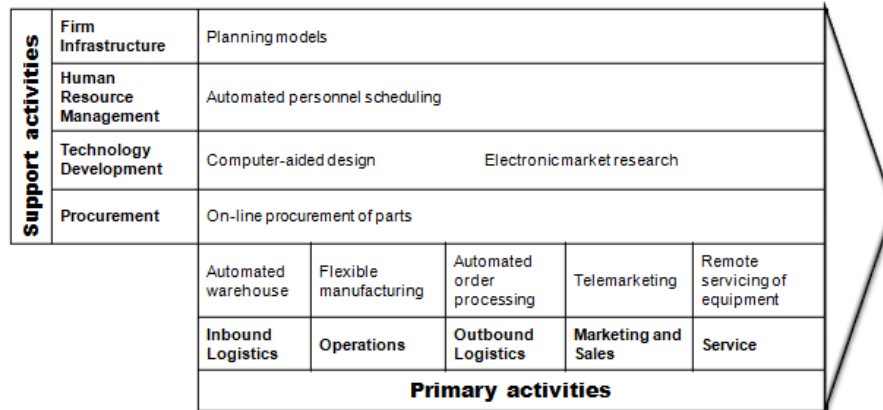 Support activities
Firm
Infrastructure
Planning models
Human
Resource
Management
Automated personnel scheduling
Technology
Development
Computer-aided design
Electronic market research
Procurement
On-line procurement of parts
Automated
warehouse
Flexible
manufacturing
Automated
order
processing
Telemarketing
Remote
servicing of
equipment
Inbound
Logistics
Operations
Outbound
Logistics
Marketing and
Sales
Service
Primary activities